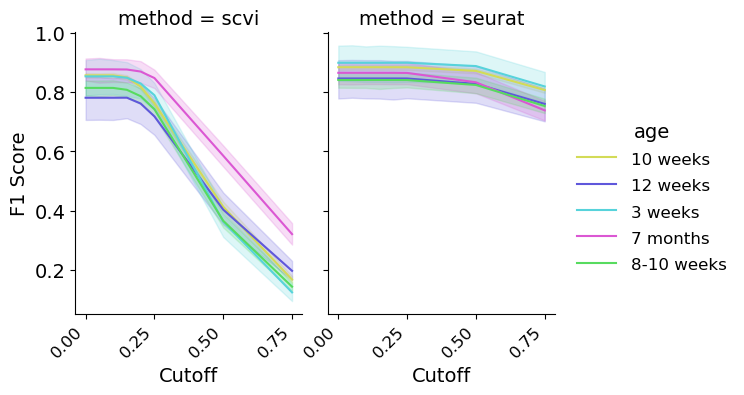 method = scvi
method = seurat
F1 Score
1.0
0.8
0.6
0.4
0.2
0.00
0.25
0.50
0.75
Cutoff
0.00
0.25
0.50
0.75
Cutoff
age
10 weeks
12 weeks
3 weeks
7 months
8-10 weeks